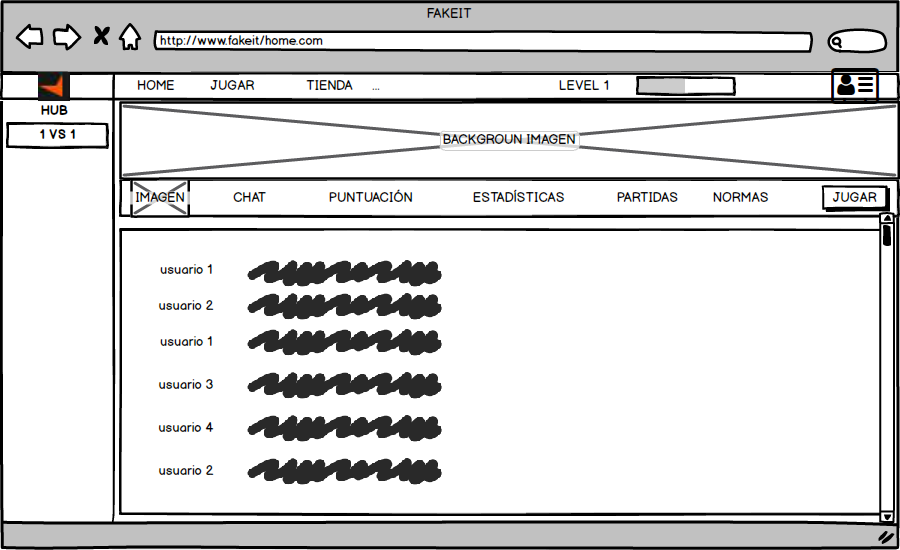 FAKEIT
http://www.fakeit/home.com
HOME JUGAR TIENDA ... LEVEL 1
HUB
1 VS 1
BACKGROUN IMAGEN
IMAGEN CHAT PUNTUACIÓN ESTADÍSTICAS PARTIDAS NORMAS JUGAR
usuario 1
usuario 2
usuario 1
usuario 3
usuario 4
usuario 2